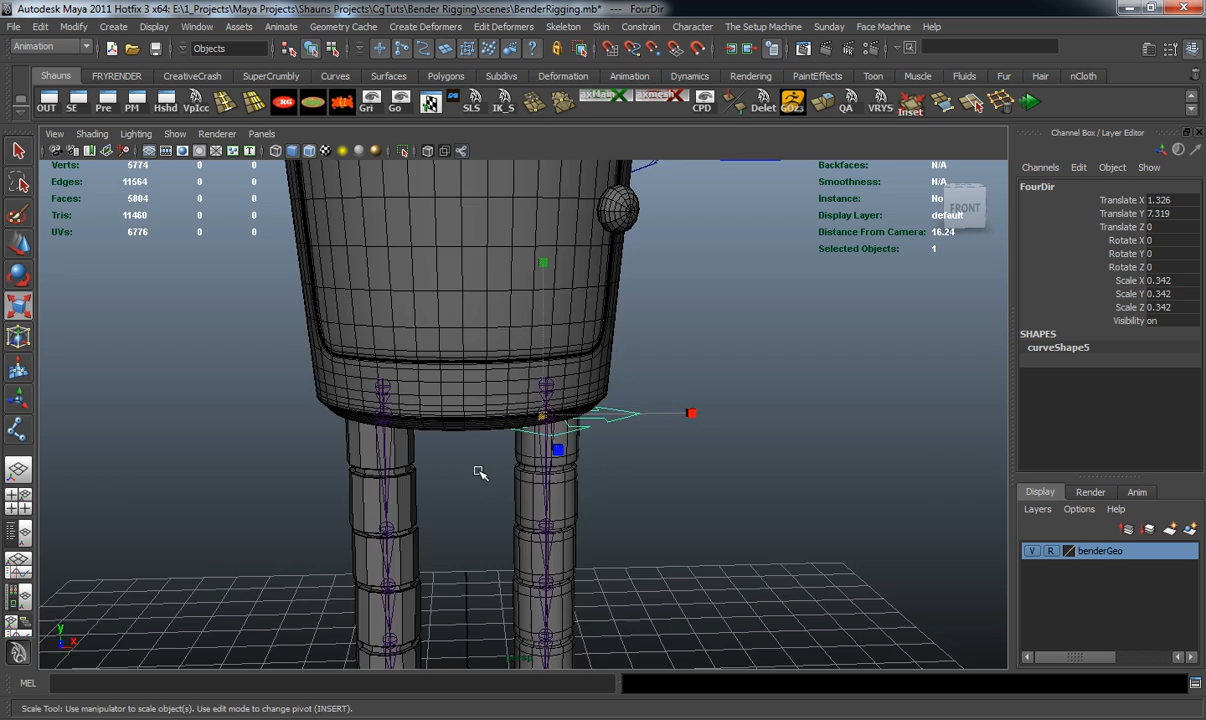 Autodesk Maya 2011 Hotfix 3 x64: E:\1_Projects\Maya Projects\Shauns Projects\CgTuts\Bender Rigging\scenes\BenderRigging.mb* --- FourDir
File Edit Modify Create Display Window Assets Animate Geometry Cache Create Deformers Edit Deformers Skeleton Skin Constrain Character The Setup Machine Sunday Face Machine Help
Animation Objects
Shauns FRYRENDER CreativeCrash SuperCrumbly Curves Surfaces Polygons Subdivs Deformation Animation Dynamics Rendering PaintEffects Toon Muscle Fluids Fur Hair nCloth
OUT SE Pre PM Hshd VpIcc RG Gri Go SLS IK_S axMain axmesh CPD Delet GOz3 QA VRYS Inset
View Shading Lighting Show Renderer Panels
Verts: 5774 0 0
Edges: 11564 0 0
Faces: 5804 0 0
Tris: 11460 0 0
UVs: 6776 0 0
Backfaces: N/A
Smoothness: N/A
Instance: No
Display Layer: default
Distance From Camera: 16.24
Selected Objects: 1
FRONT
y
x
persp
Channel Box / Layer Editor
Channels Edit Object Show
FourDir
Translate X 1.326
Translate Y 7.319
Translate Z 0
Rotate X 0
Rotate Y 0
Rotate Z 0
Scale X 0.342
Scale Y 0.342
Scale Z 0.342
Visibility on
SHAPES
curveShape5
Display Render Anim
Layers Options Help
V R benderGeo
MEL
Scale Tool: Use manipulator to scale object(s). Use edit mode to change pivot (INSERT).